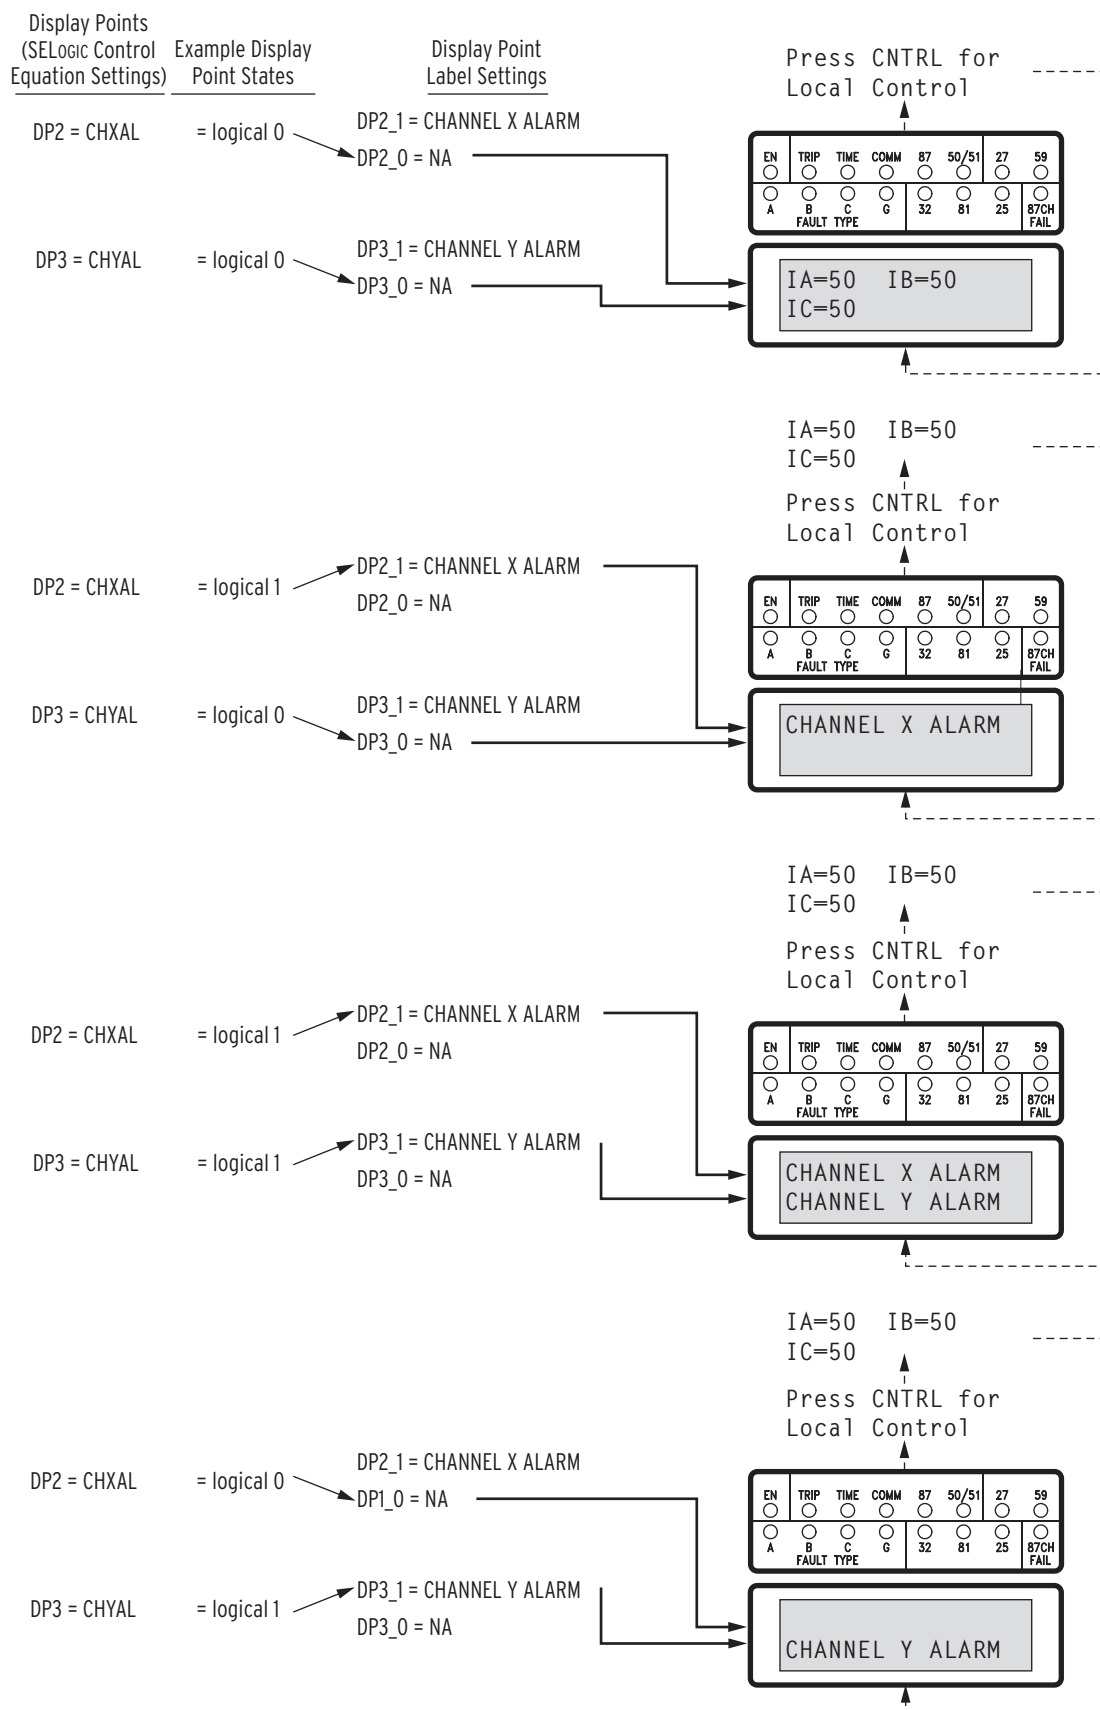 Display Points
(SELOGIC Control
Equation Settings)
Example Display
Point States
Display Point
Label Settings
Press CNTRL for
Local Control
DP2 = CHXAL
= logical 0
DP2_1 = CHANNEL X ALARM
DP2_0 = NA
EN TRIP TIME COMM 87 50/51 27 59
A B C G 32 81 25 87CH
FAULT TYPE FAIL
DP3 = CHYAL
= logical 0
DP3_1 = CHANNEL Y ALARM
DP3_0 = NA
IA=50 IB=50
IC=50
IA=50 IB=50
IC=50
Press CNTRL for
Local Control
DP2 = CHXAL
= logical 1
DP2_1 = CHANNEL X ALARM
DP2_0 = NA
EN TRIP TIME COMM 87 50/51 27 59
A B C G 32 81 25 87CH
FAULT TYPE FAIL
DP3 = CHYAL
= logical 0
DP3_1 = CHANNEL Y ALARM
DP3_0 = NA
CHANNEL X ALARM
IA=50 IB=50
IC=50
Press CNTRL for
Local Control
DP2 = CHXAL
= logical 1
DP2_1 = CHANNEL X ALARM
DP2_0 = NA
EN TRIP TIME COMM 87 50/51 27 59
A B C G 32 81 25 87CH
FAULT TYPE FAIL
DP3 = CHYAL
= logical 1
DP3_1 = CHANNEL Y ALARM
DP3_0 = NA
CHANNEL X ALARM
CHANNEL Y ALARM
IA=50 IB=50
IC=50
Press CNTRL for
Local Control
DP2 = CHXAL
= logical 0
DP2_1 = CHANNEL X ALARM
DP1_0 = NA
EN TRIP TIME COMM 87 50/51 27 59
A B C G 32 81 25 87CH
FAULT TYPE FAIL
DP3 = CHYAL
= logical 1
DP3_1 = CHANNEL Y ALARM
DP3_0 = NA
CHANNEL Y ALARM